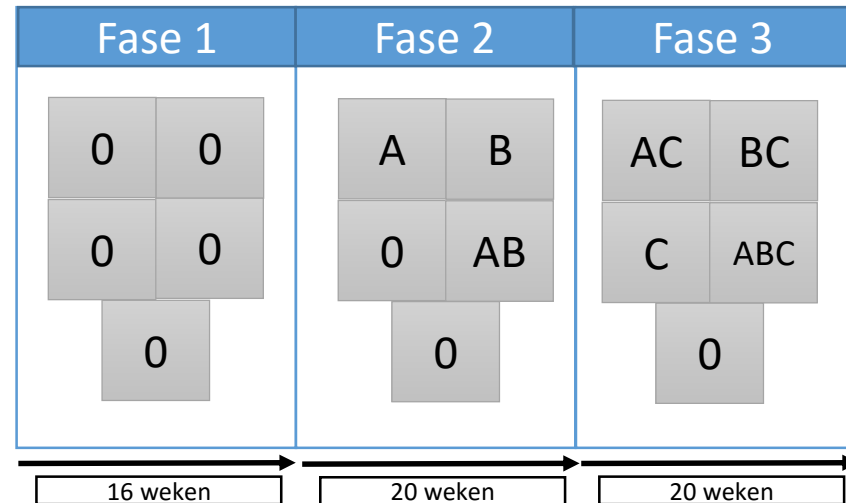 Fase 1 Fase 2 Fase 3
0 0 A B AC BC
0 0 0 AB C ABC
0 0 0
16 weken 20 weken 20 weken